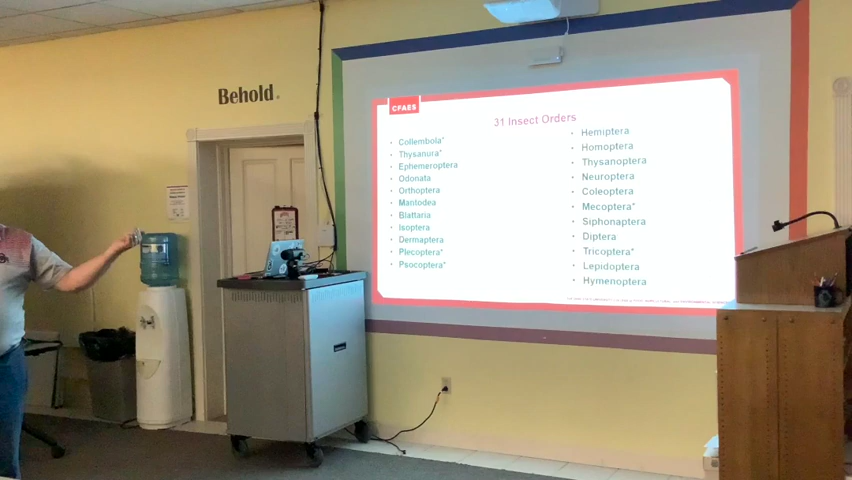 Behold
CFAES
31 Insect Orders
• Collembola*
• Thysanura*
• Ephemeroptera
• Odonata
• Orthoptera
• Mantodea
• Blattaria
• Isoptera
• Dermaptera
• Plecoptera*
• Psocoptera*
• Hemiptera
• Homoptera
• Thysanoptera
• Neuroptera
• Coleoptera
• Mecoptera*
• Siphonaptera
• Diptera
• Tricoptera*
• Lepidoptera
• Hymenoptera